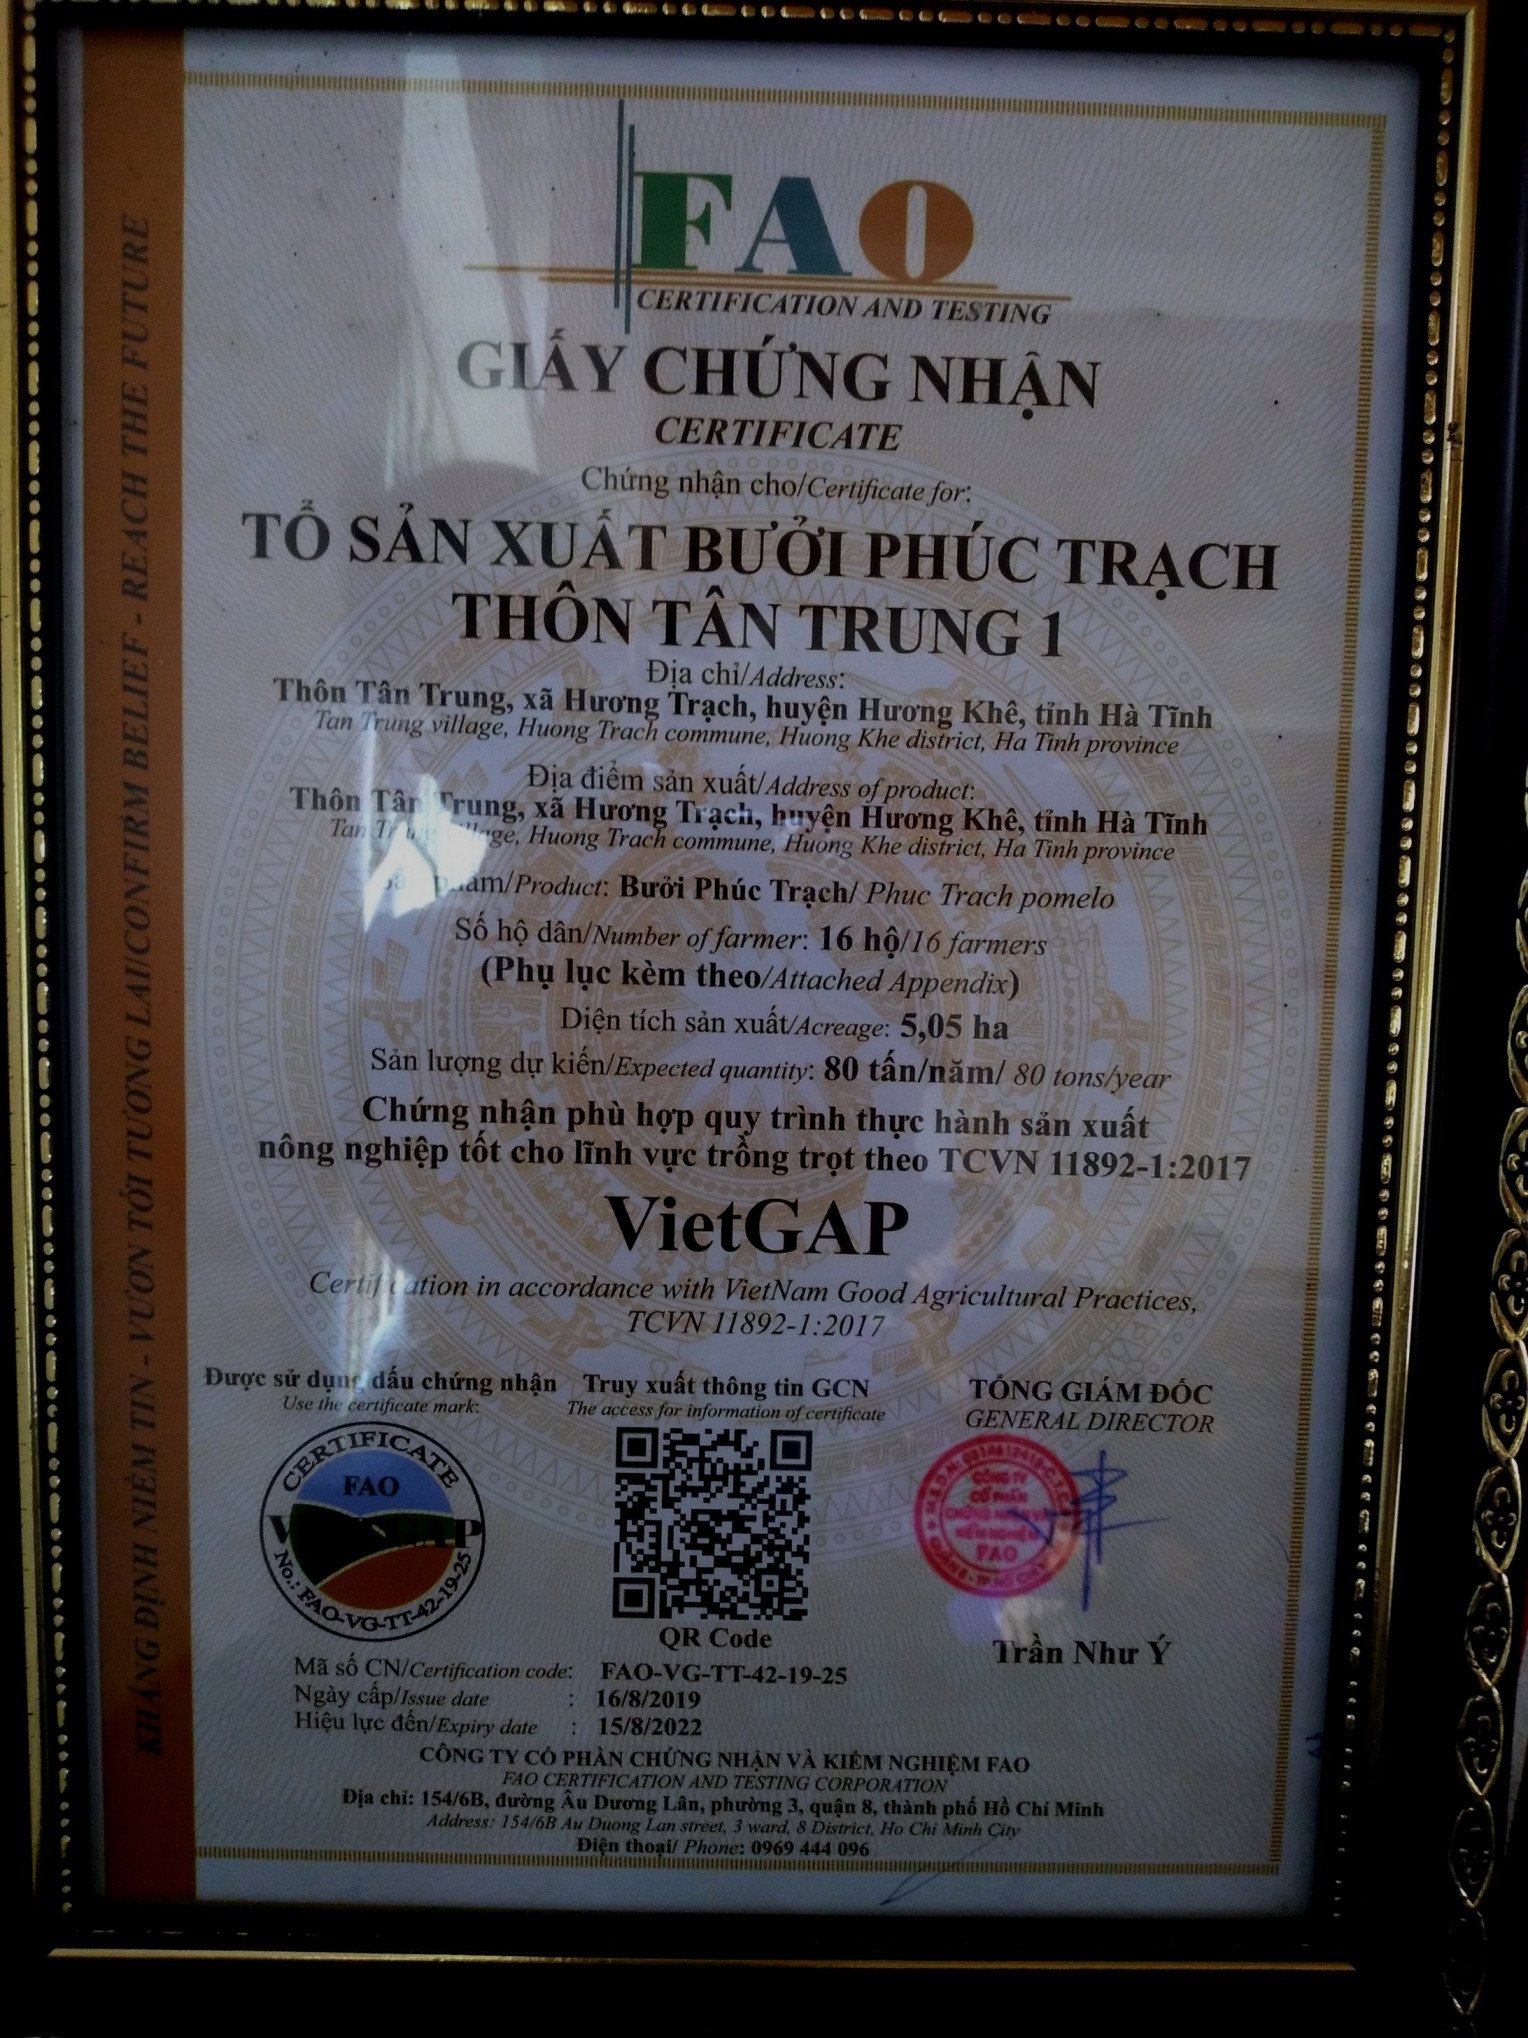 FAO
CERTIFICATION AND TESTING
GIẤY CHỨNG NHẬN
CERTIFICATE
Chứng nhận cho/Certificate for:
TỔ SẢN XUẤT BƯỞI PHÚC TRẠCH
THÔN TÂN TRUNG 1
Địa chỉ/Address:
Thôn Tân Trung, xã Hương Trạch, huyện Hương Khê, tỉnh Hà Tĩnh
Tan Trung village, Huong Trach commune, Huong Khe district, Ha Tinh province
Địa điểm sản xuất/Address of product:
Thôn Tân Trung, xã Hương Trạch, huyện Hương Khê, tỉnh Hà Tĩnh
Tan Trung village, Huong Trach commune, Huong Khe district, Ha Tinh province
phẩm/Product: Bưởi Phúc Trạch/ Phuc Trach pomelo
Số hộ dân/Number of farmer: 16 hộ/16 farmers
(Phụ lục kèm theo/Attached Appendix)
Diện tích sản xuất/Acreage: 5,05 ha
Sản lượng dự kiến/Expected quantity: 80 tấn/năm/ 80 tons/year
Chứng nhận phù hợp quy trình thực hành sản xuất
nông nghiệp tốt cho lĩnh vực trồng trọt theo TCVN 11892-1:2017
VietGAP
Certification in accordance with VietNam Good Agricultural Practices,
TCVN 11892-1:2017
Được sử dụng dấu chứng nhận
Use the certificate mark:
CERTIFICATE
FAO
No.: FAO-VG-TT-42-19-25
Truy xuất thông tin GCN
The access for information of certificate
QR Code
TỔNG GIÁM ĐỐC
GENERAL DIRECTOR
CÔNG TY
CỔ PHẦN
CHỨNG NHẬN VÀ
KIỂM NGHIỆM
FAO
Trần Như Ý
Mã số CN/Certification code: FAO-VG-TT-42-19-25
Ngày cấp/Issue date : 16/8/2019
Hiệu lực đến/Expiry date : 15/8/2022
CÔNG TY CỔ PHẦN CHỨNG NHẬN VÀ KIỂM NGHIỆM FAO
FAO CERTIFICATION AND TESTING CORPORATION
Địa chỉ: 154/6B, đường Âu Dương Lân, phường 3, quận 8, thành phố Hồ Chí Minh
Address: 154/6B Au Duong Lan street, 3 ward, 8 District, Ho Chi Minh City
Điện thoại/ Phone: 0969 444 096
KHẲNG ĐỊNH NIỀM TIN - VƯƠN TỚI TƯƠNG LAI/CONFIRM BELIEF - REACH THE FUTURE